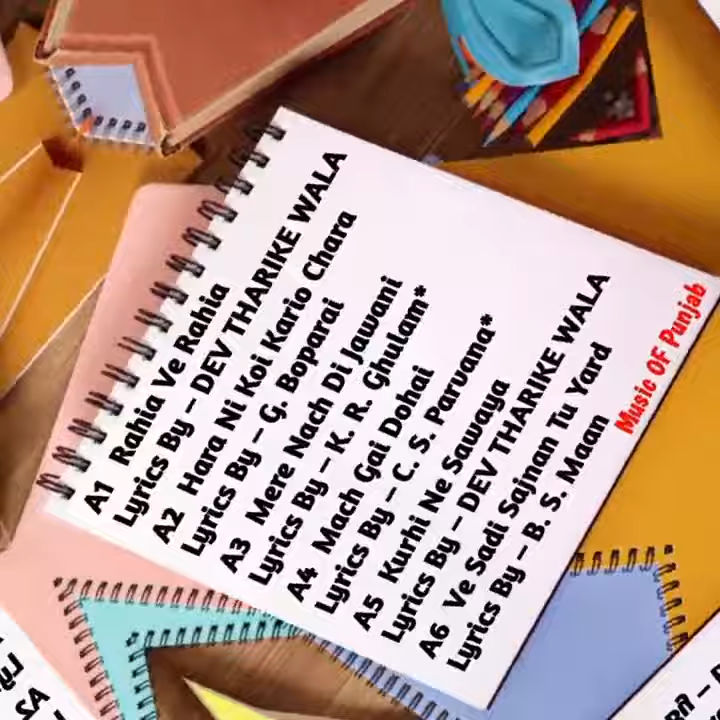 A1 Rahia Ve Rahia
Lyrics By – DEV THARIKE WALA
A2 Hara Ni Koi Kario Chara
Lyrics By – G. Boparai
A3 Mere Nach Di Jawani
Lyrics By – K. R. Ghulam*
A4 Mach Gai Dohai
Lyrics By – C. S. Parvana*
A5 Kurhi Ne Sawaya
Lyrics By – DEV THARIKE WALA
A6 Ve Sadi Sajnan Tu Yard
Lyrics By – B. S. Maan
Music OF Punjab